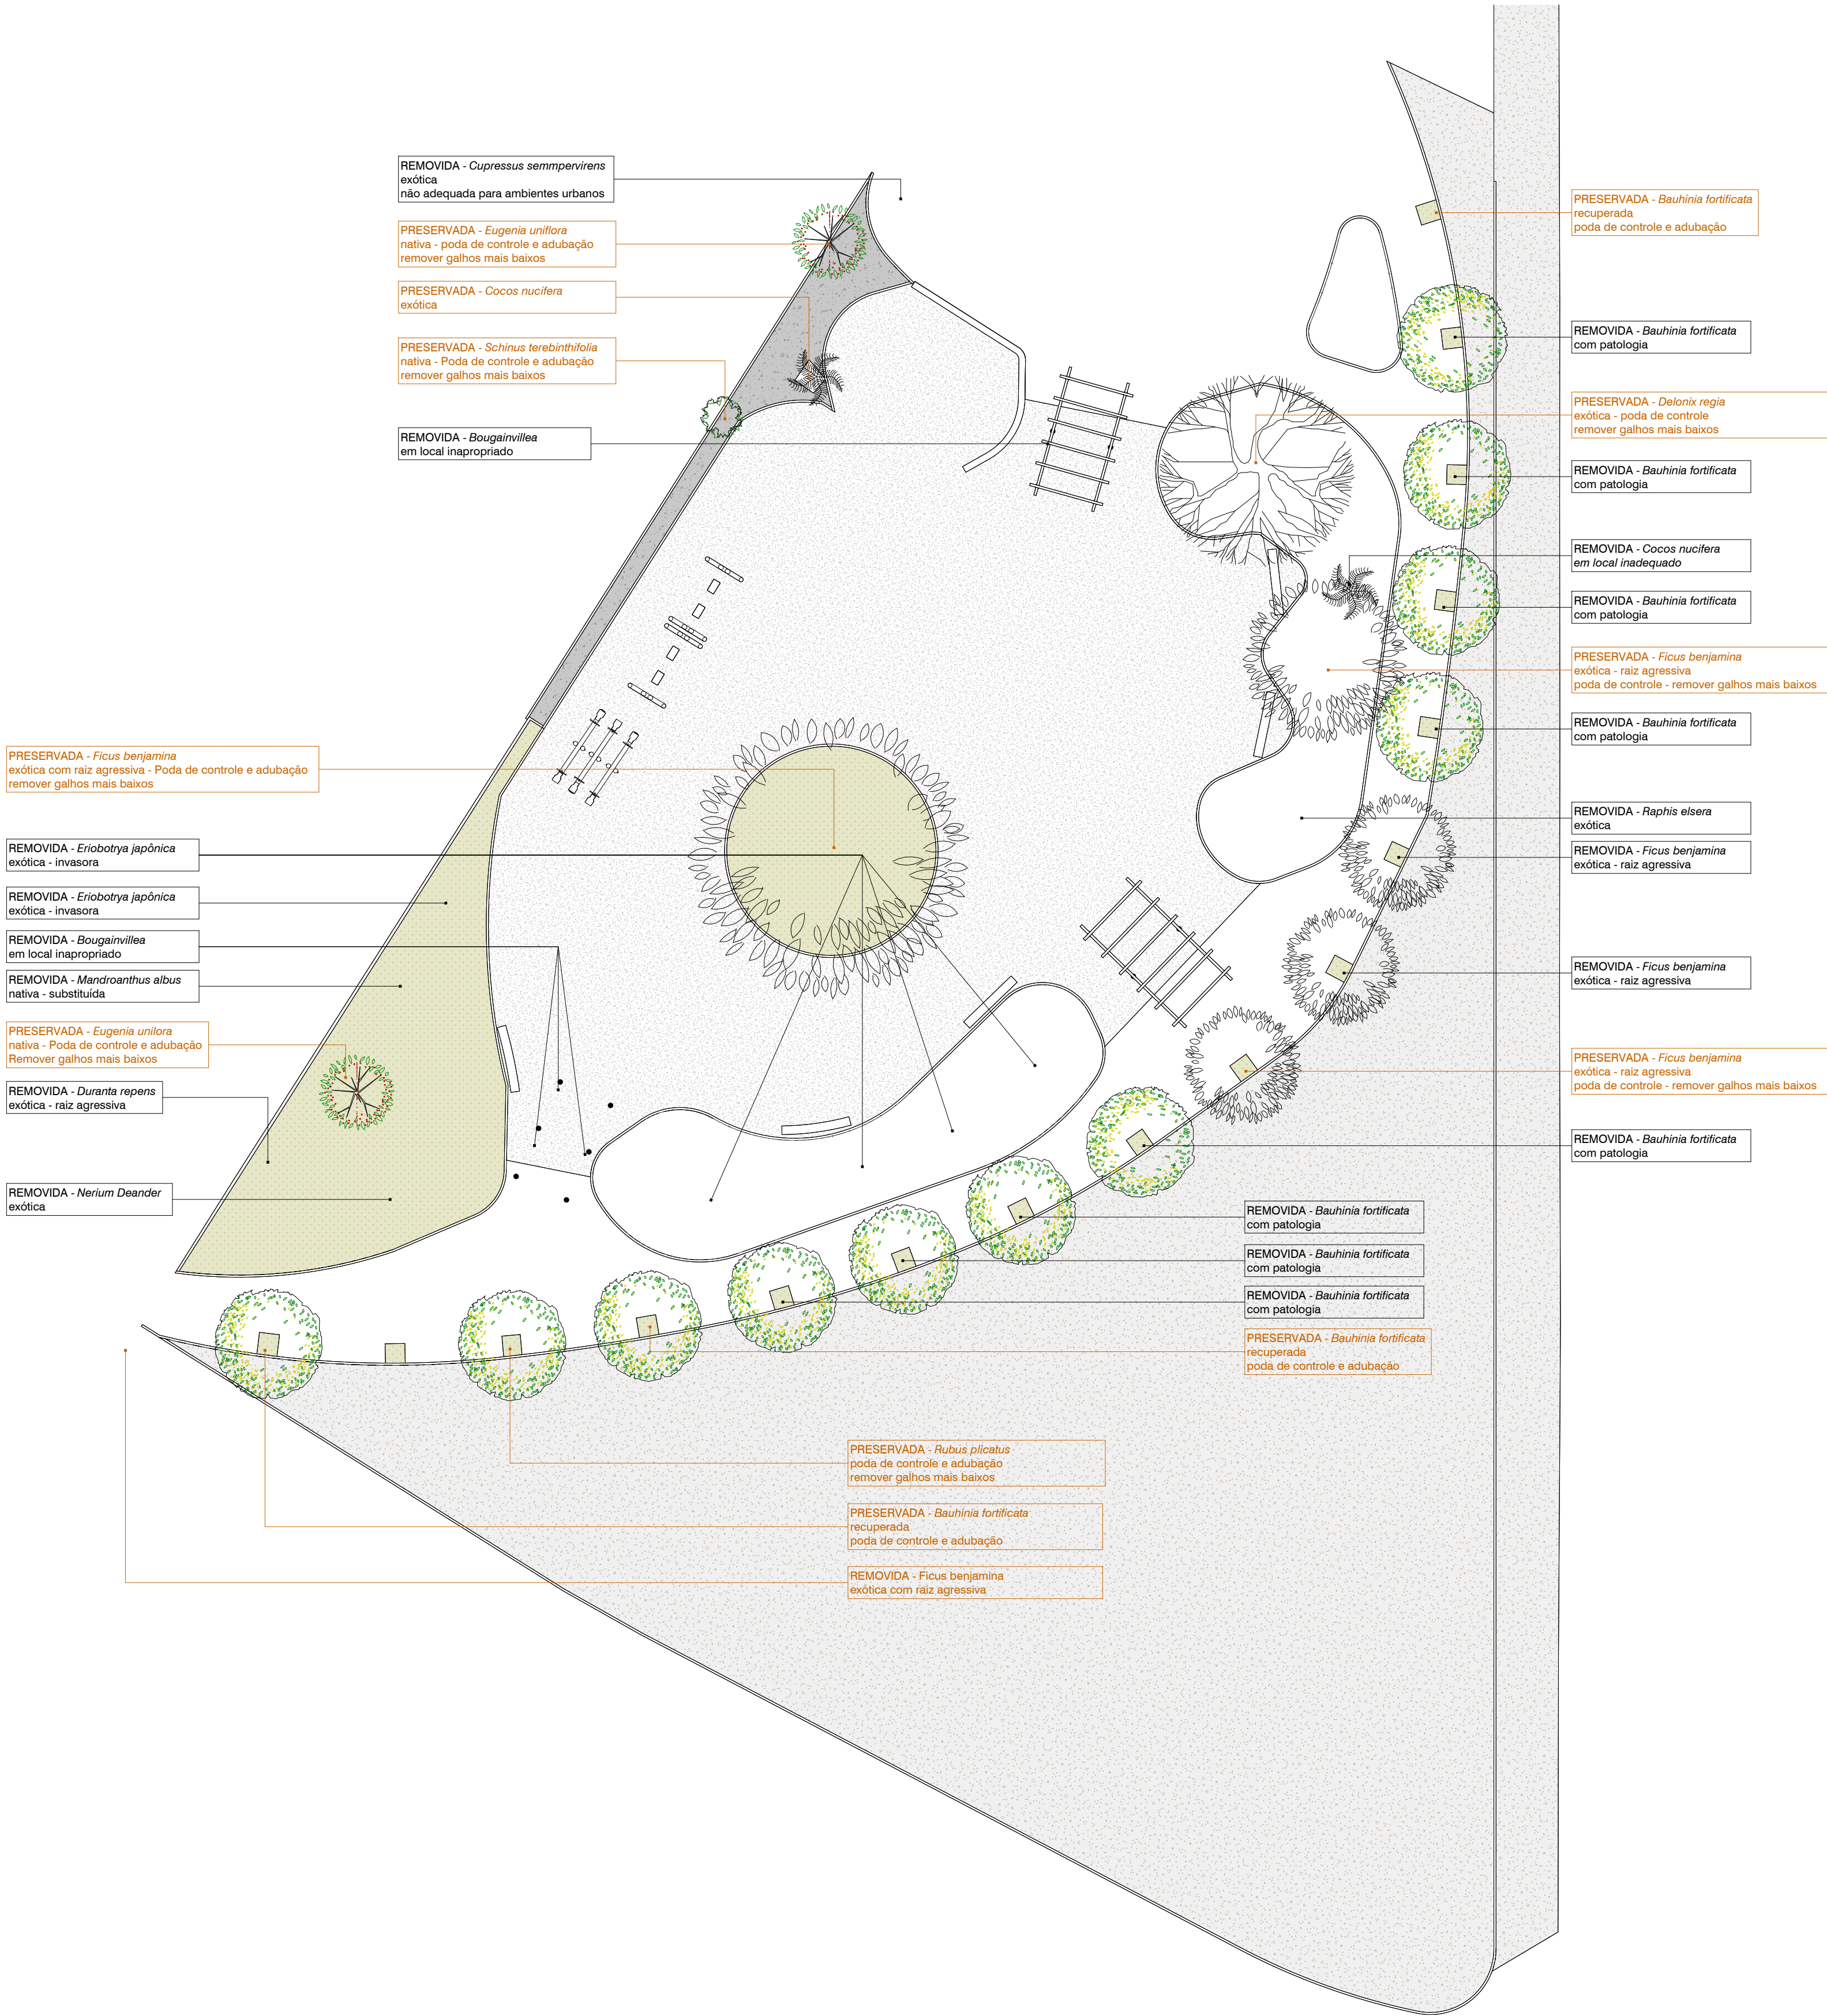 REMOVIDA - Cupressus semmpervirens
exótica
não adequada para ambientes urbanos
PRESERVADA - Eugenia uniflora
nativa - poda de controle e adubação
remover galhos mais baixos
PRESERVADA - Cocos nucifera
exótica
PRESERVADA - Schinus terebinthifolia
nativa - Poda de controle e adubação
remover galhos mais baixos
REMOVIDA - Bougainvillea
em local inapropriado
PRESERVADA - Ficus benjamina
exótica com raiz agressiva - Poda de controle e adubação
remover galhos mais baixos
REMOVIDA - Eriobotrya japônica
exótica - invasora
REMOVIDA - Eriobotrya japônica
exótica - invasora
REMOVIDA - Bougainvillea
em local inapropriado
REMOVIDA - Mandroanthus albus
nativa - substituída
PRESERVADA - Eugenia unilora
nativa - Poda de controle e adubação
Remover galhos mais baixos
REMOVIDA - Duranta repens
exótica - raiz agressiva
REMOVIDA - Nerium Deander
exótica
PRESERVADA - Bauhinia fortificata
recuperada
poda de controle e adubação
REMOVIDA - Bauhinia fortificata
com patologia
PRESERVADA - Delonix regia
exótica - poda de controle
remover galhos mais baixos
REMOVIDA - Bauhinia fortificata
com patologia
REMOVIDA - Cocos nucifera
em local inadequado
REMOVIDA - Bauhinia fortificata
com patologia
PRESERVADA - Ficus benjamina
exótica - raiz agressiva
poda de controle - remover galhos mais baixos
REMOVIDA - Bauhinia fortificata
com patologia
REMOVIDA - Raphis elsera
exótica
REMOVIDA - Ficus benjamina
exótica - raiz agressiva
REMOVIDA - Ficus benjamina
exótica - raiz agressiva
PRESERVADA - Ficus benjamina
exótica - raiz agressiva
poda de controle - remover galhos mais baixos
REMOVIDA - Bauhinia fortificata
com patologia
REMOVIDA - Bauhinia fortificata
com patologia
REMOVIDA - Bauhinia fortificata
com patologia
REMOVIDA - Bauhinia fortificata
com patologia
PRESERVADA - Bauhinia fortificata
recuperada
poda de controle e adubação
PRESERVADA - Rubus plicatus
poda de controle e adubação
remover galhos mais baixos
PRESERVADA - Bauhinia fortificata
recuperada
poda de controle e adubação
REMOVIDA - Ficus benjamina
exótica com raiz agressiva